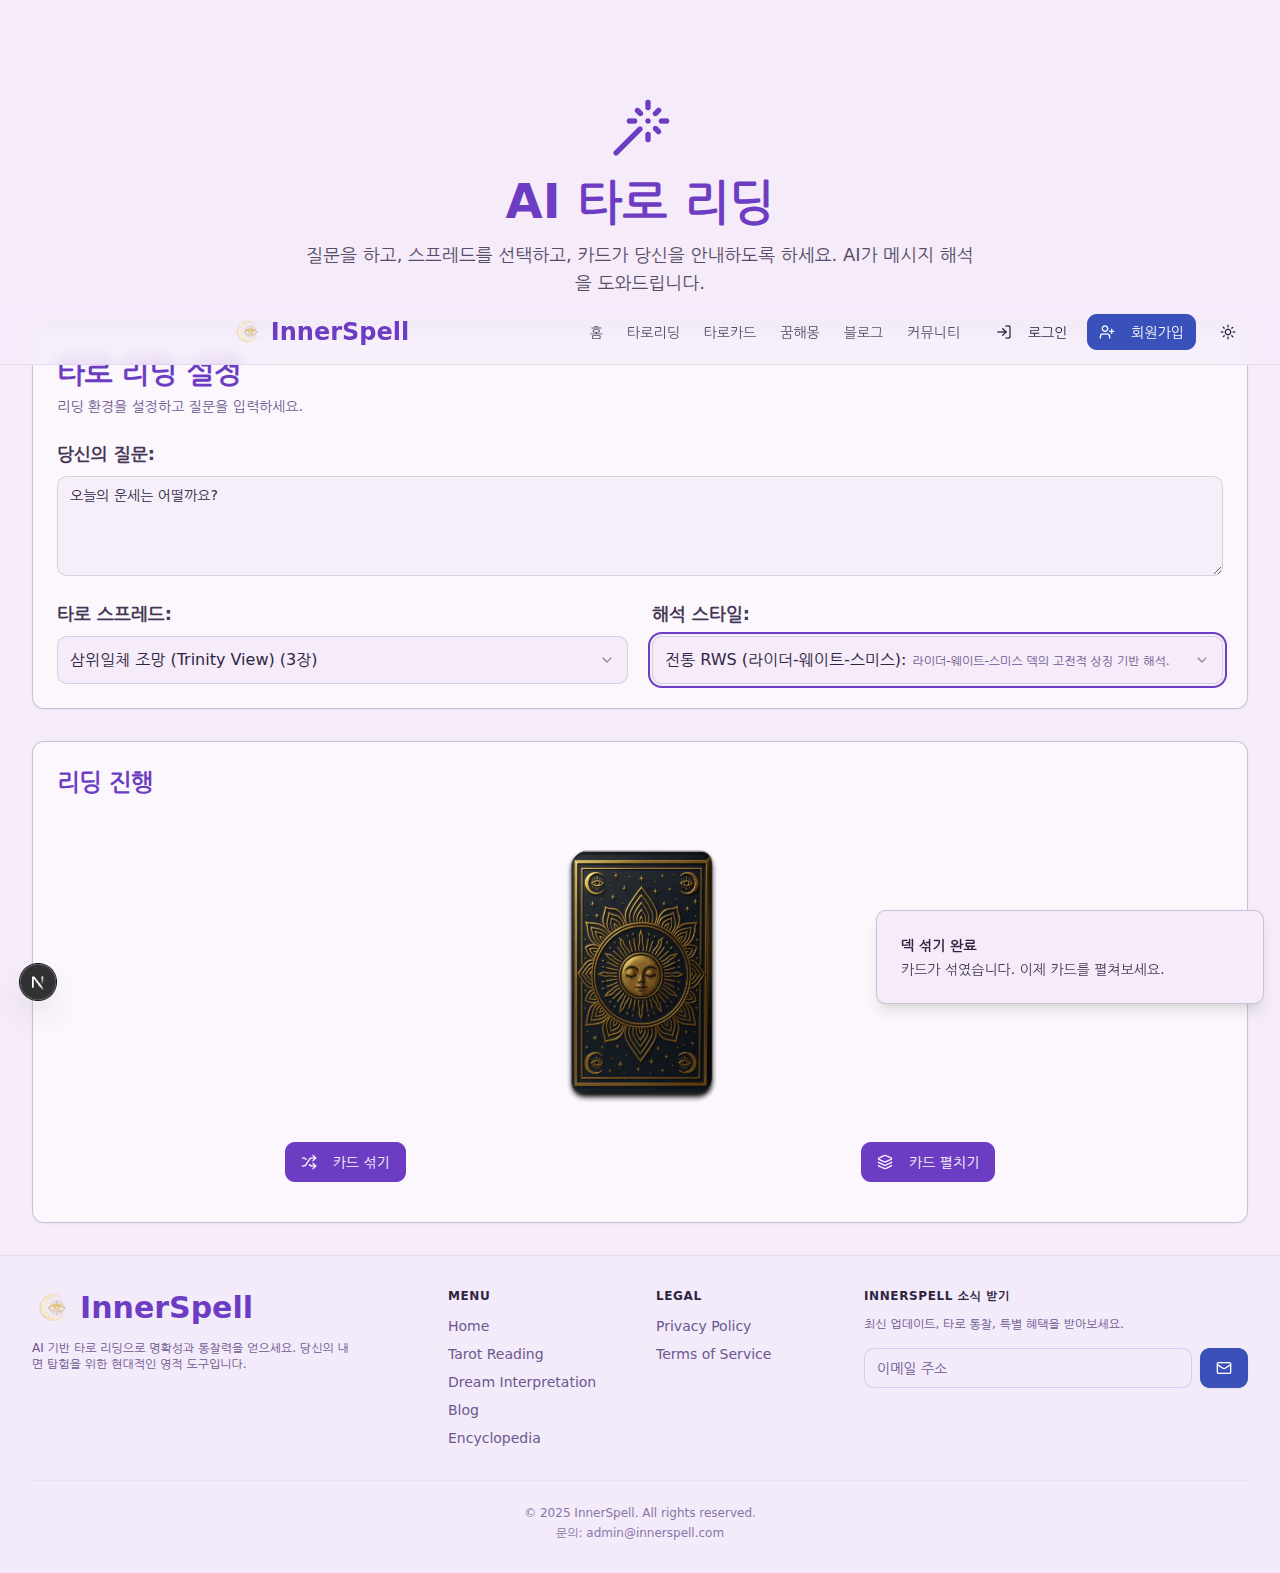 AI 타로 리딩
질문을 하고, 스프레드를 선택하고, 카드가 당신을 안내하도록 하세요. AI가 메시지 해석
을 도와드립니다.
InnerSpell
홈
타로리딩
타로카드
꿈해몽
블로그
커뮤니티
로그인
회원가입
타로 리딩 설정
리딩 환경을 설정하고 질문을 입력하세요.
당신의 질문:
오늘의 운세는 어떨까요?
타로 스프레드:
삼위일체 조망 (Trinity View) (3장)
해석 스타일:
전통 RWS (라이더-웨이트-스미스): 라이더-웨이트-스미스 덱의 고전적 상징 기반 해석.
리딩 진행
덱 섞기 완료
카드가 섞였습니다. 이제 카드를 펼쳐보세요.
N
카드 섞기
카드 펼치기
InnerSpell
AI 기반 타로 리딩으로 명확성과 통찰력을 얻으세요. 당신의 내
면 탐험을 위한 현대적인 영적 도구입니다.
MENU
Home
Tarot Reading
Dream Interpretation
Blog
Encyclopedia
LEGAL
Privacy Policy
Terms of Service
INNERSPELL 소식 받기
최신 업데이트, 타로 통찰, 특별 혜택을 받아보세요.
이메일 주소
© 2025 InnerSpell. All rights reserved.
문의: admin@innerspell.com